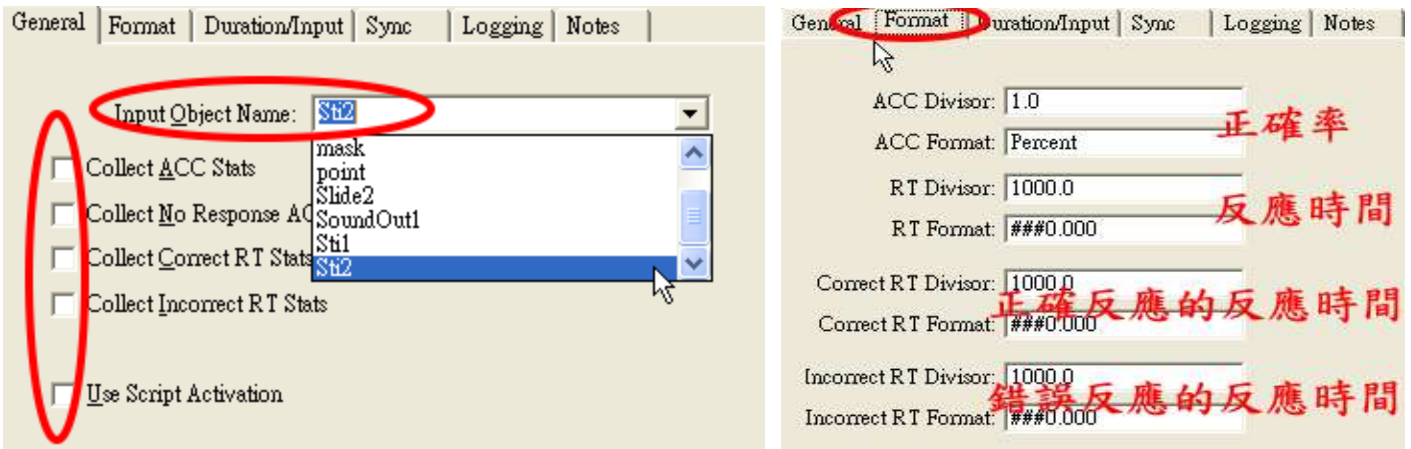 General Format Duration/Input Sync Logging Notes
Input Object Name: Sti2
mask
point
Slide2
SoundOut1
Sti1
Sti2
Collect ACC Stats
Collect No Response AC
Collect Correct RT Stats
Collect Incorrect RT Stats
Use Script Activation
General Format Duration/Input Sync Logging Notes
ACC Divisor: 1.0
正確率
ACC Format: Percent
RT Divisor: 1000.0
反應時間
RT Format: ###0.000
Correct RT Divisor: 1000.0
正確反應的反應時間
Correct RT Format: ###0.000
Incorrect RT Divisor: 1000.0
錯誤反應的反應時間
Incorrect RT Format: ###0.000